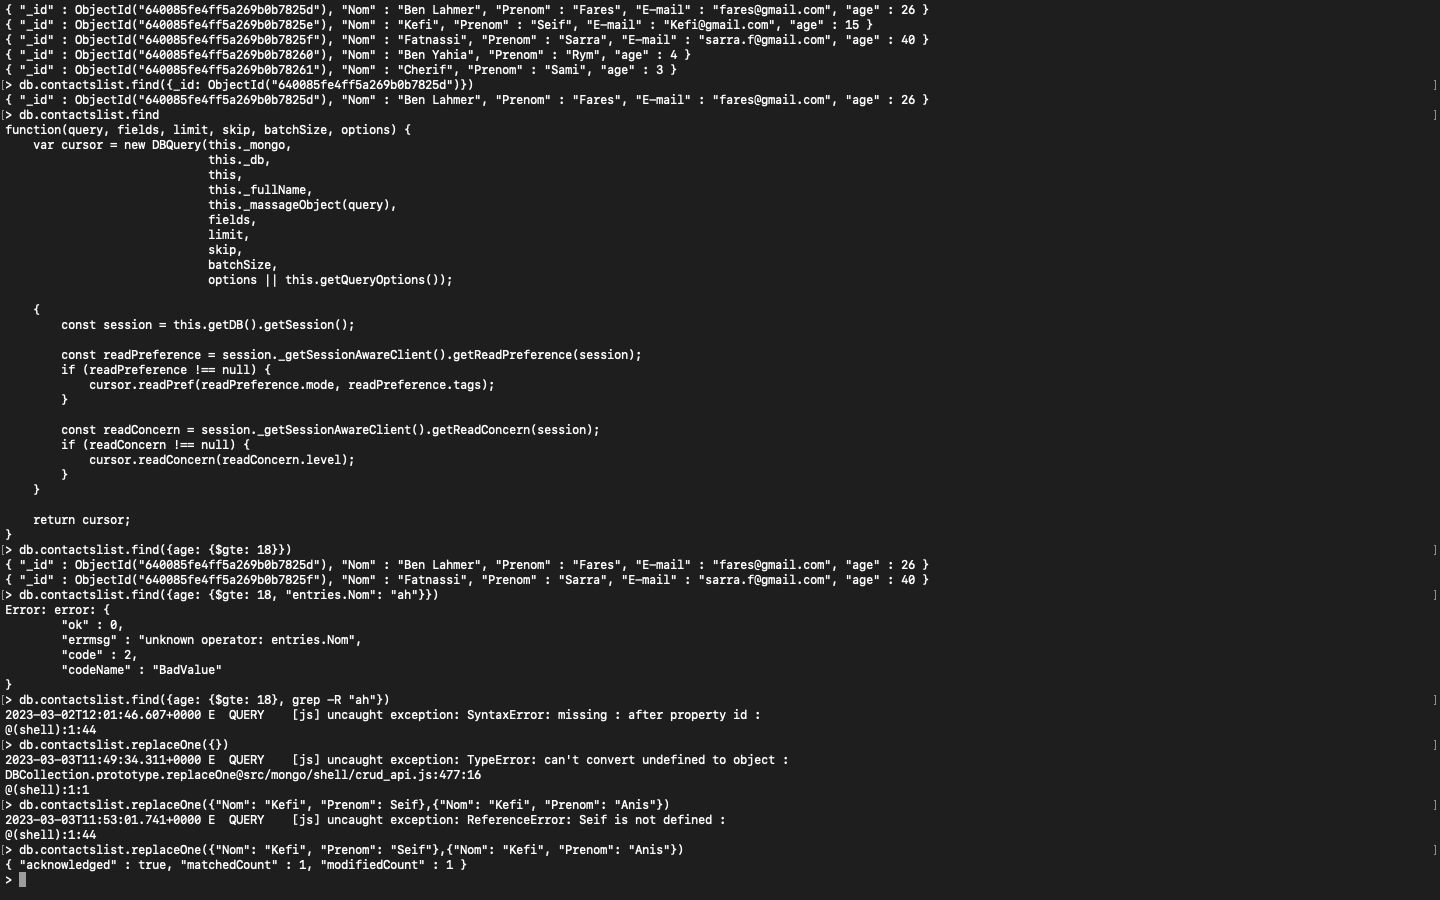 { "_id" : ObjectId("640085fe4ff5a269b0b7825d"), "Nom" : "Ben Lahmer", "Prenom" : "Fares", "E-mail" : "fares@gmail.com", "age" : 26 }
{ "_id" : ObjectId("640085fe4ff5a269b0b7825e"), "Nom" : "Kefi", "Prenom" : "Seif", "E-mail" : "Kefi@gmail.com", "age" : 15 }
{ "_id" : ObjectId("640085fe4ff5a269b0b7825f"), "Nom" : "Fatnassi", "Prenom" : "Sarra", "E-mail" : "sarra.f@gmail.com", "age" : 40 }
{ "_id" : ObjectId("640085fe4ff5a269b0b78260"), "Nom" : "Ben Yahia", "Prenom" : "Rym", "age" : 4 }
{ "_id" : ObjectId("640085fe4ff5a269b0b78261"), "Nom" : "Cherif", "Prenom" : "Sami", "age" : 3 }
[> db.contactslist.find({_id: ObjectId("640085fe4ff5a269b0b7825d")}) ]
{ "_id" : ObjectId("640085fe4ff5a269b0b7825d"), "Nom" : "Ben Lahmer", "Prenom" : "Fares", "E-mail" : "fares@gmail.com", "age" : 26 }
[> db.contactslist.find ]
function(query, fields, limit, skip, batchSize, options) {
    var cursor = new DBQuery(this._mongo,
                             this._db,
                             this,
                             this._fullName,
                             this._massageObject(query),
                             fields,
                             limit,
                             skip,
                             batchSize,
                             options || this.getQueryOptions());
    {
        const session = this.getDB().getSession();
        const readPreference = session._getSessionAwareClient().getReadPreference(session);
        if (readPreference !== null) {
            cursor.readPref(readPreference.mode, readPreference.tags);
        }
        const readConcern = session._getSessionAwareClient().getReadConcern(session);
        if (readConcern !== null) {
            cursor.readConcern(readConcern.level);
        }
    }
    return cursor;
}
[> db.contactslist.find({age: {$gte: 18}}) ]
{ "_id" : ObjectId("640085fe4ff5a269b0b7825d"), "Nom" : "Ben Lahmer", "Prenom" : "Fares", "E-mail" : "fares@gmail.com", "age" : 26 }
{ "_id" : ObjectId("640085fe4ff5a269b0b7825f"), "Nom" : "Fatnassi", "Prenom" : "Sarra", "E-mail" : "sarra.f@gmail.com", "age" : 40 }
[> db.contactslist.find({age: {$gte: 18, "entries.Nom": "ah"}}) ]
Error: error: {
        "ok" : 0,
        "errmsg" : "unknown operator: entries.Nom",
        "code" : 2,
        "codeName" : "BadValue"
}
[> db.contactslist.find({age: {$gte: 18}, grep -R "ah"}) ]
2023-03-02T12:01:46.607+0000 E  QUERY    [js] uncaught exception: SyntaxError: missing : after property id :
@(shell):1:44
[> db.contactslist.replaceOne({}) ]
2023-03-03T11:49:34.311+0000 E  QUERY    [js] uncaught exception: TypeError: can't convert undefined to object :
DBCollection.prototype.replaceOne@src/mongo/shell/crud_api.js:477:16
@(shell):1:1
[> db.contactslist.replaceOne({"Nom": "Kefi", "Prenom": Seif},{"Nom": "Kefi", "Prenom": "Anis"}) ]
2023-03-03T11:53:01.741+0000 E  QUERY    [js] uncaught exception: ReferenceError: Seif is not defined :
@(shell):1:44
[> db.contactslist.replaceOne({"Nom": "Kefi", "Prenom": "Seif"},{"Nom": "Kefi", "Prenom": "Anis"}) ]
{ "acknowledged" : true, "matchedCount" : 1, "modifiedCount" : 1 }
>